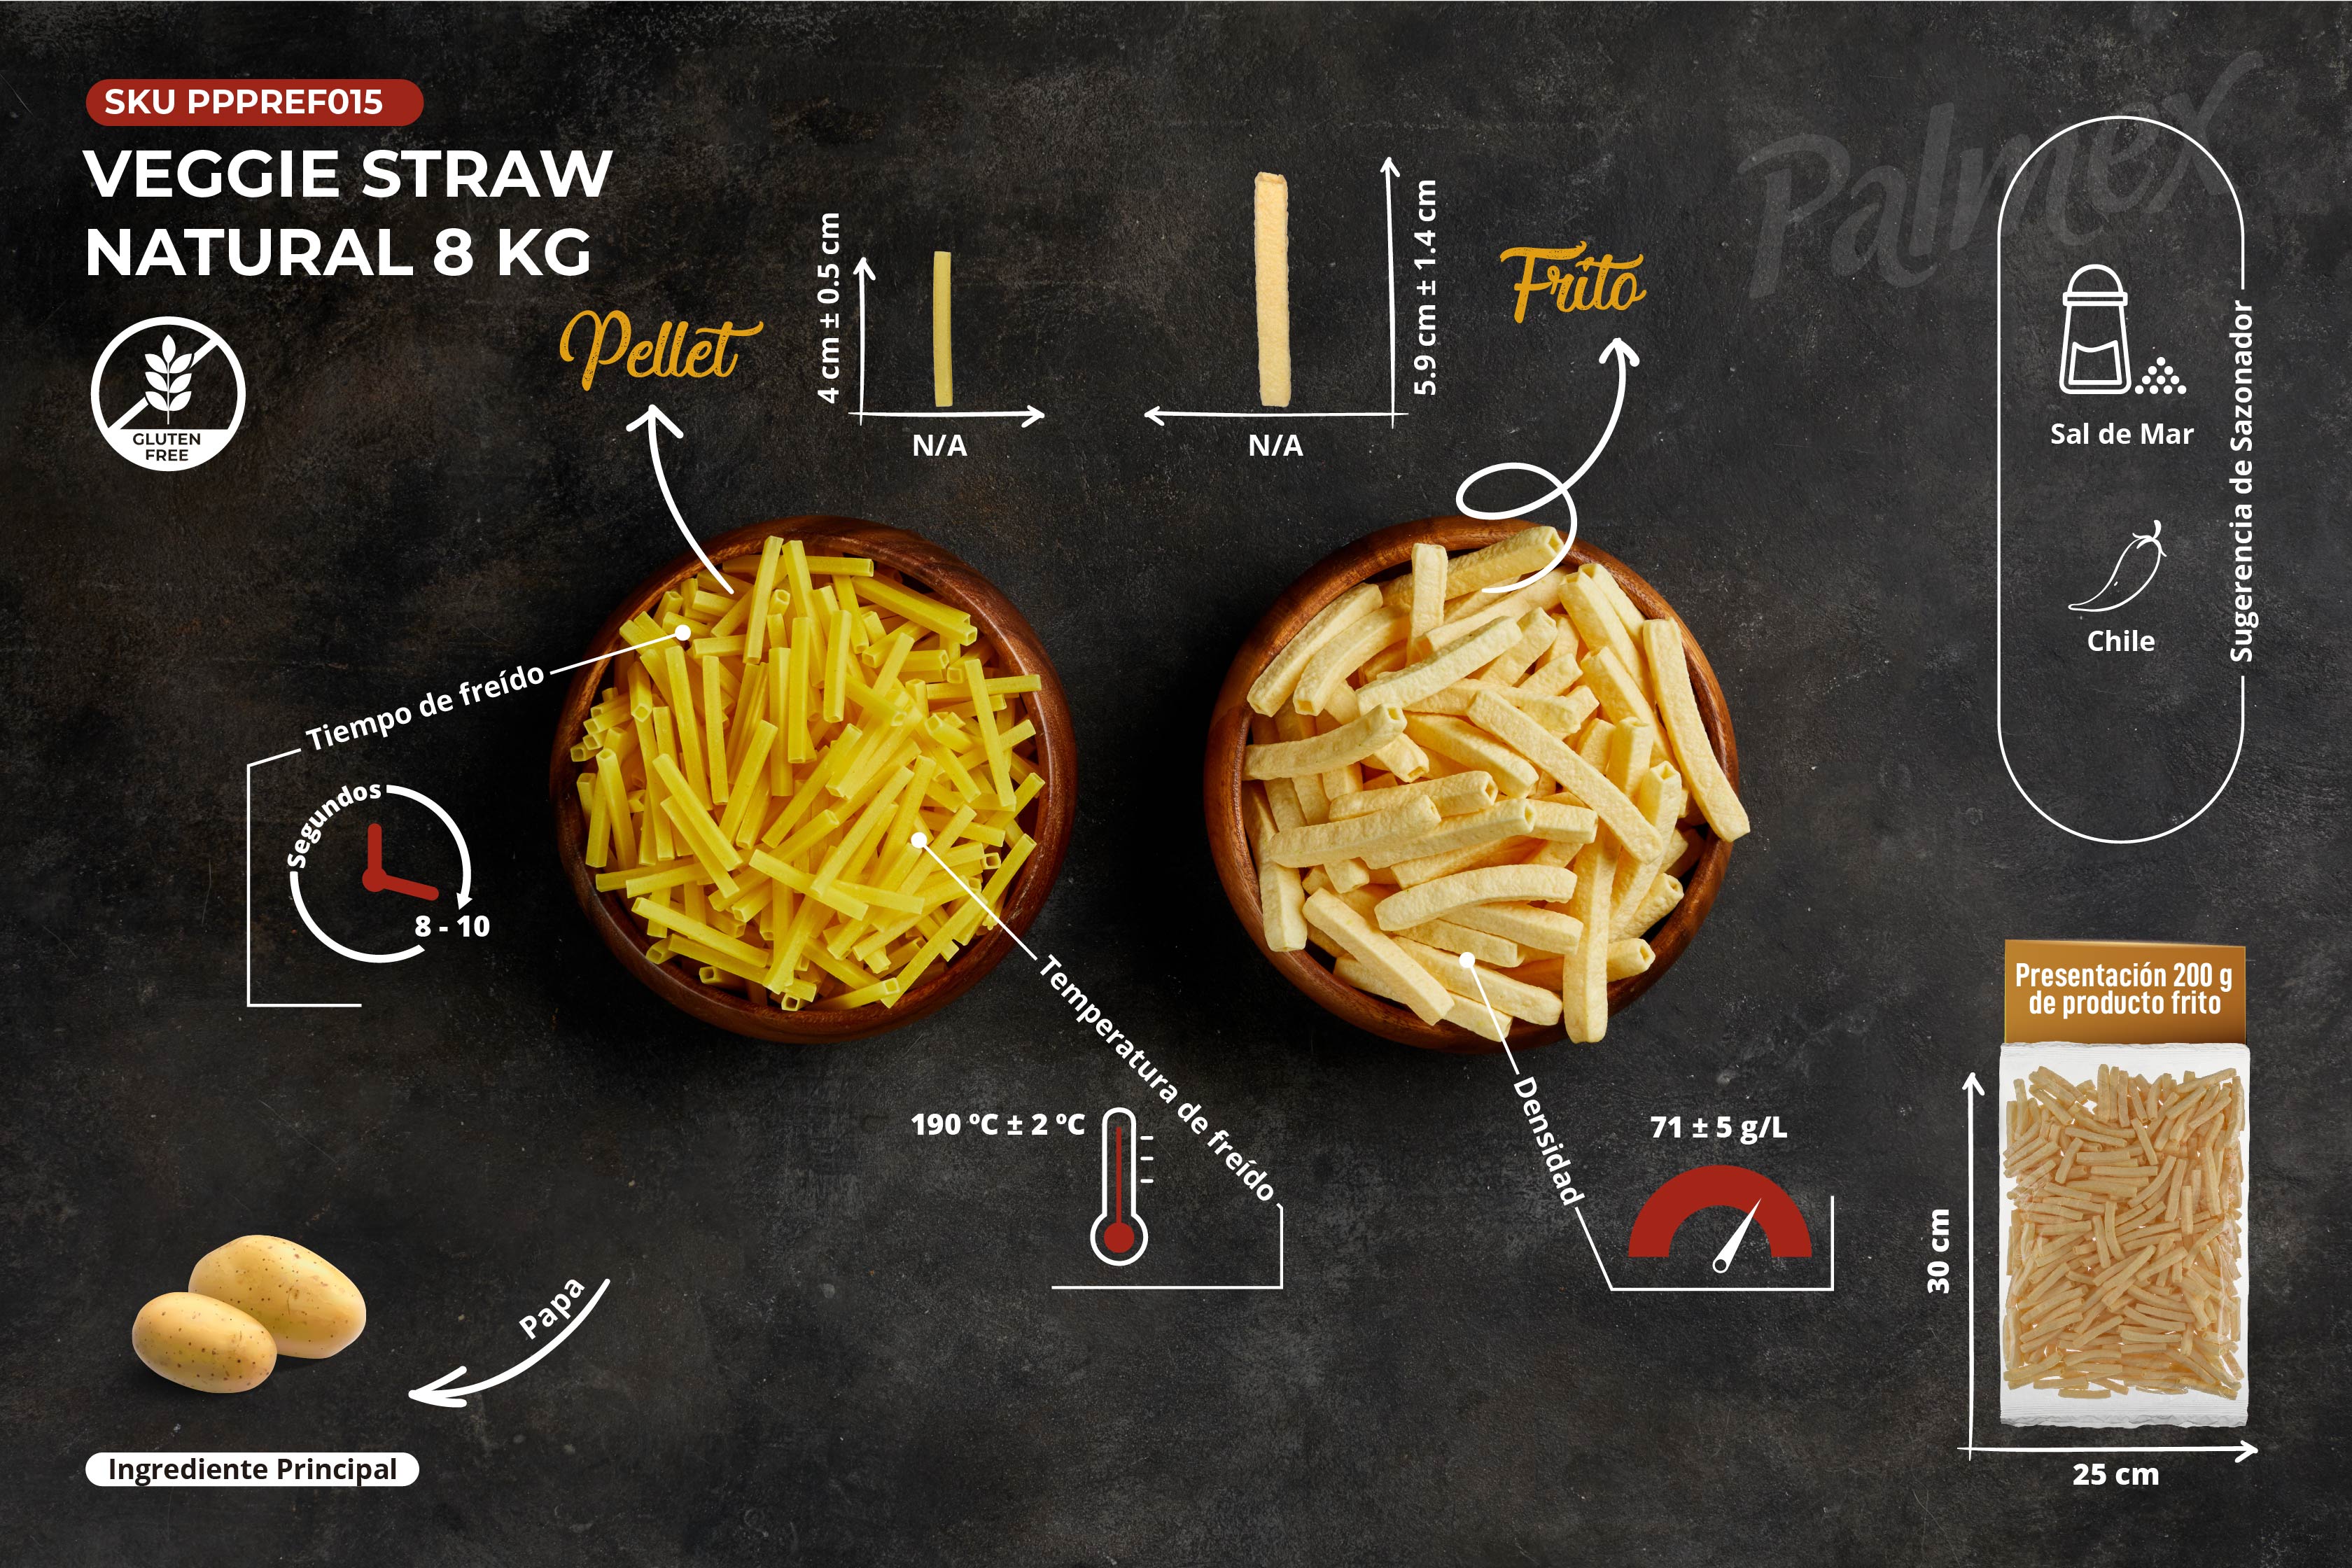 SKU PPPREF015
VEGGIE STRAW
NATURAL 8 KG
GLUTEN
FREE
Pellet
4 cm ± 0.5 cm
N/A
N/A
5.9 cm ± 1.4 cm
Frito
Palmex
Sal de Mar
Chile
Sugerencia de Sazonador
Tiempo de freído
Segundos
8 - 10
Temperatura de freído
190 ºC ± 2 ºC
Densidad
71 ± 5 g/L
Presentación 200 g
de producto frito
30 cm
25 cm
Papa
Ingrediente Principal